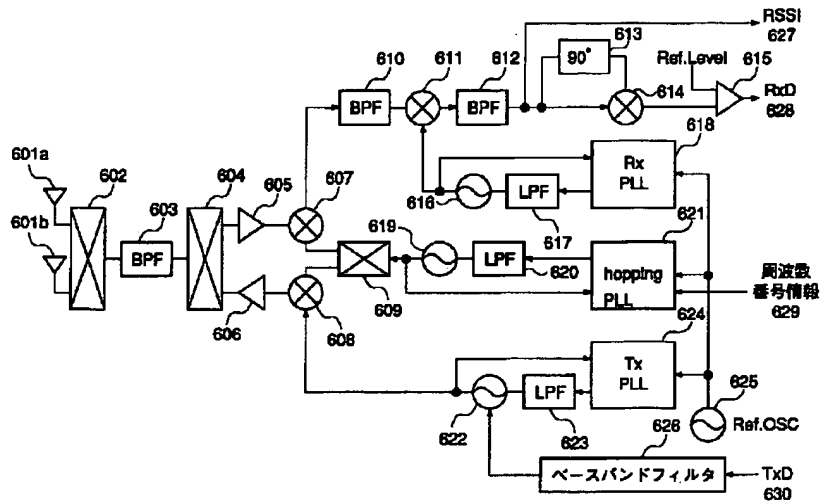 RSSI
627
613
90°
Ref.Level
615
RxD
628
610
611
612
BPF
BPF
614
618
Rx
PLL
616
LPF
617
601a
602
604
605
607
601b
603
BPF
606
608
609
619
LPF
620
621
hopping
PLL
周波数
番号情報
629
624
Tx
PLL
622
LPF
623
625
Ref.OSC
626
ベースバンドフィルタ
TxD
630